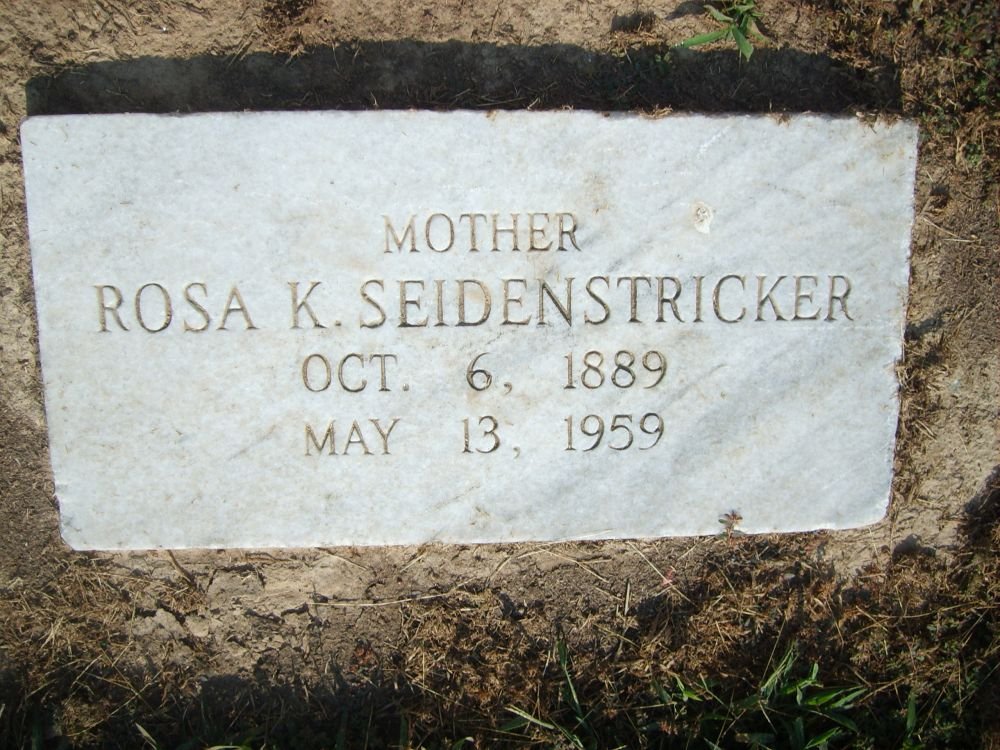 MOTHER
ROSA K. SEIDENSTRICKER
OCT. 6, 1889
MAY 13, 1959